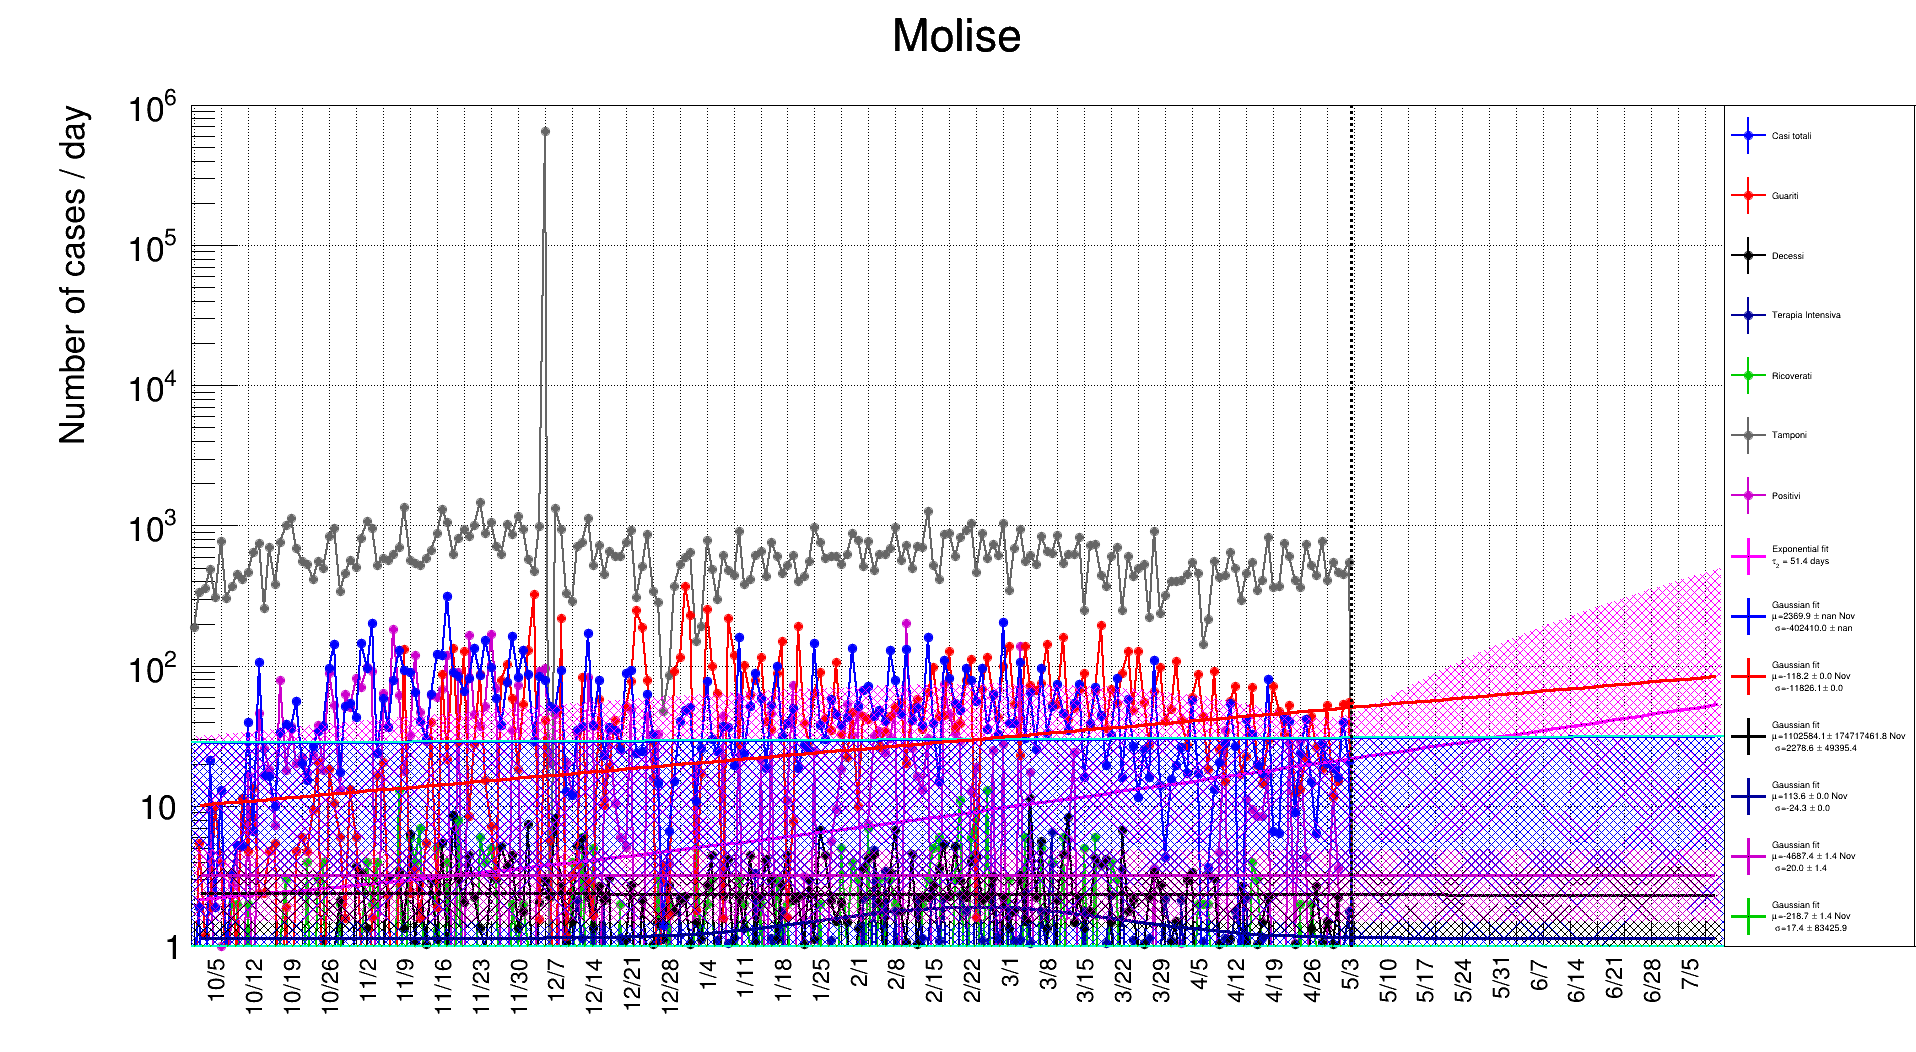 Molise
Number of cases / day
10^6
10^5
10^4
10^3
10^2
10
1
10/5
10/12
10/19
10/26
11/2
11/9
11/16
11/23
11/30
12/7
12/14
12/21
12/28
1/4
1/11
1/18
1/25
2/1
2/8
2/15
2/22
3/1
3/8
3/15
3/22
3/29
4/5
4/12
4/19
4/26
5/3
5/10
5/17
5/24
5/31
6/7
6/14
6/21
6/28
7/5
Casi totali
Guariti
Decessi
Terapia Intensiva
Ricoverati
Tamponi
Positivi
Exponential fit
τ₂ = 51.4 days
Gaussian fit
μ=2369.9 ± nan Nov
σ=-402410.0 ± nan
Gaussian fit
μ=-118.2 ± 0.0 Nov
σ=-11826.1± 0.0
Gaussian fit
μ=1102584.1± 174717461.8 Nov
σ=2278.6 ± 49395.4
Gaussian fit
μ=113.6 ± 0.0 Nov
σ=-24.3 ± 0.0
Gaussian fit
μ=-4687.4 ± 1.4 Nov
σ=20.0 ± 1.4
Gaussian fit
μ=-218.7 ± 1.4 Nov
σ=17.4 ± 83425.9